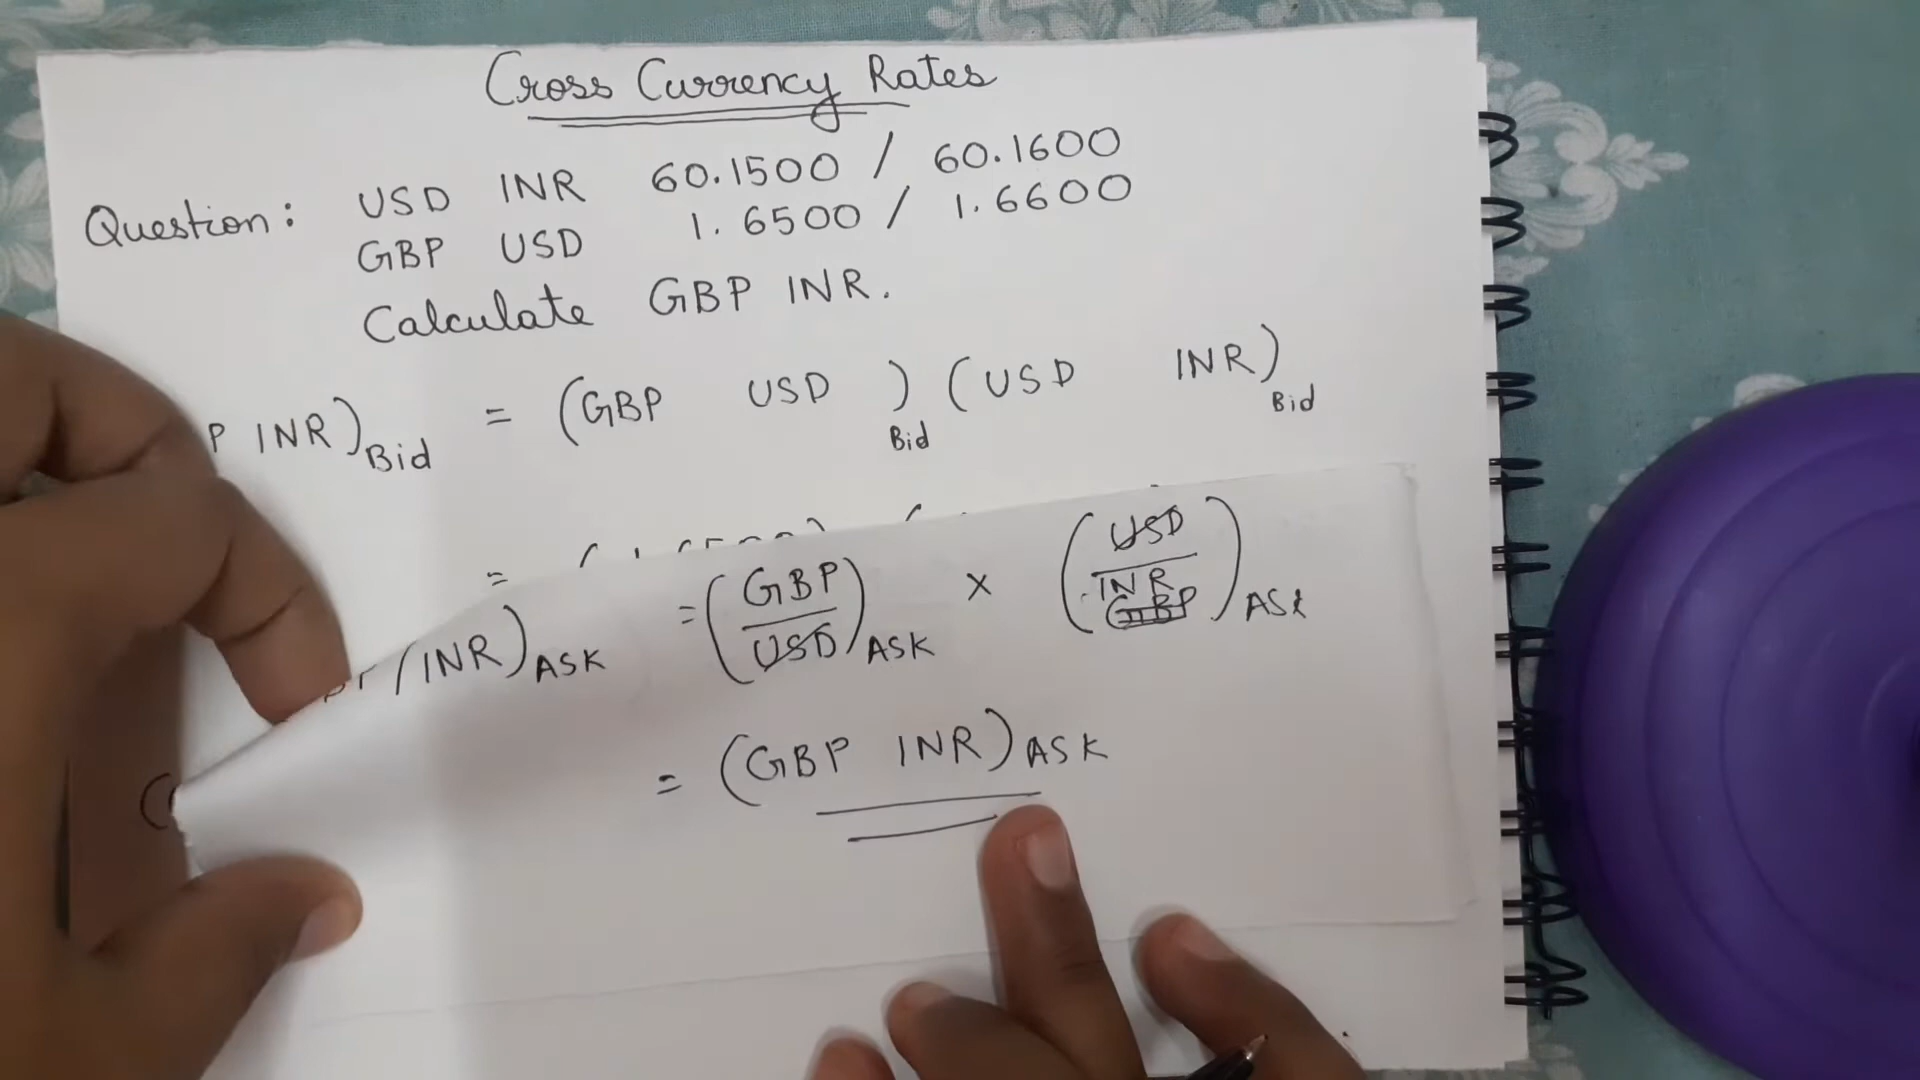 Cross Currency Rates
Question: USD INR 60.1500 / 60.1600
GBP USD 1.6500 / 1.6600
Calculate GBP INR.
P INR)Bid = (GBP USD )Bid (USD INR)Bid
=
/INR)ASK = (GBP/USD)ASK x (USD/INR GBP)ASK
= (GBP INR)ASK